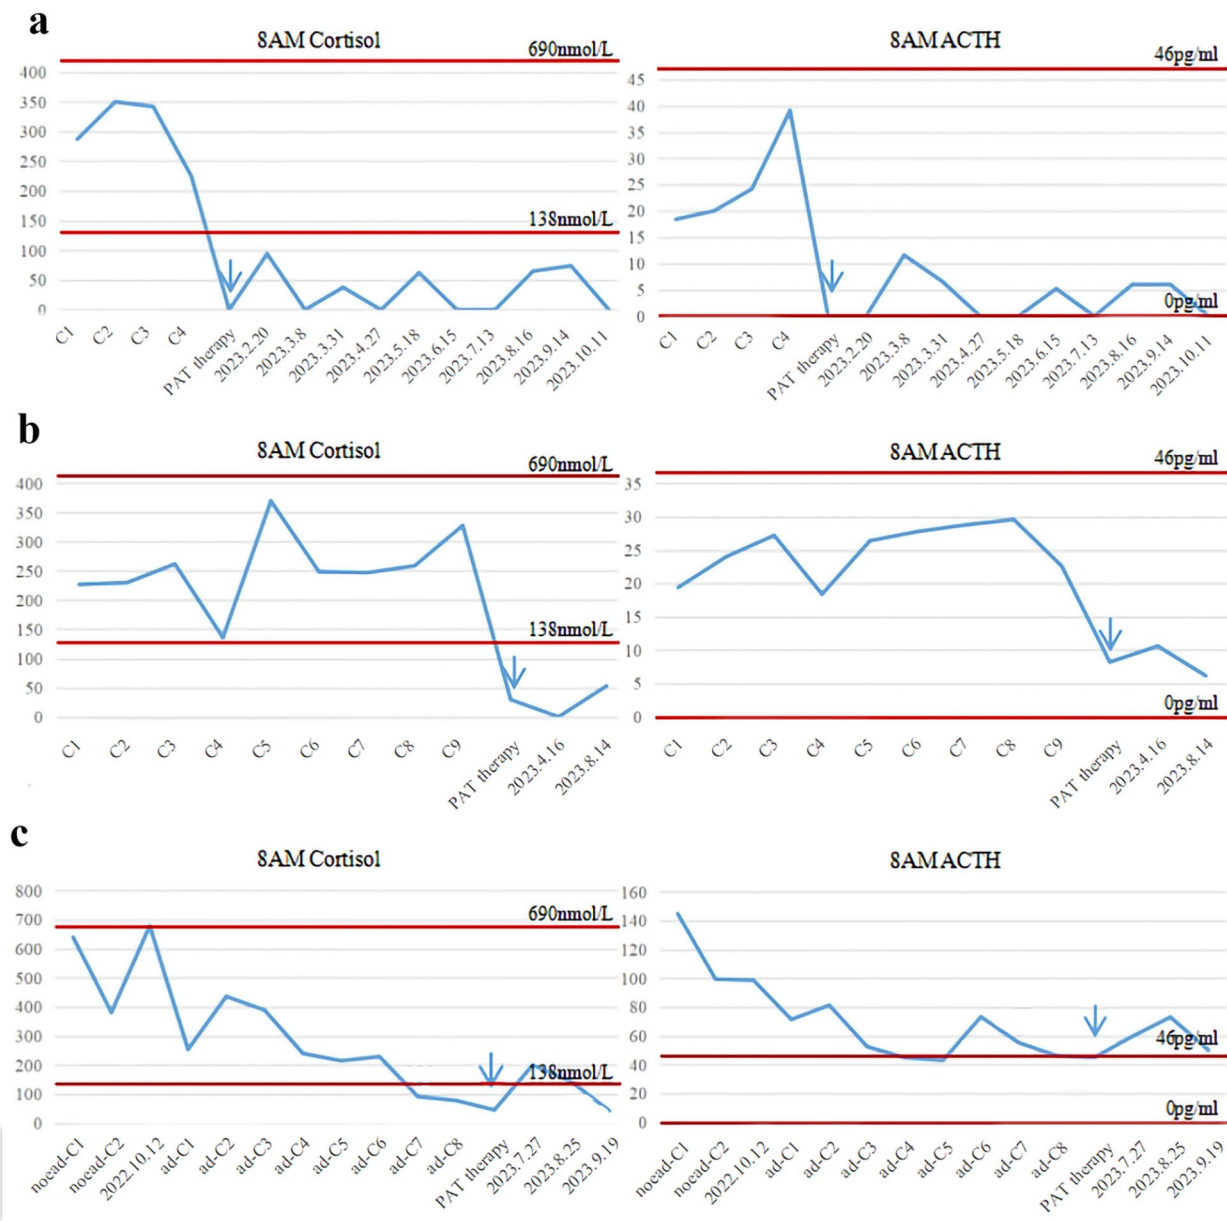 a
8AM Cortisol
690nmol/L
400
350
300
250
200
150
138nmol/L
100
50
0
C1
C2
C3
C4
PAT therapy
2023.2.20
2023.3.8
2023.3.31
2023.4.27
2023.5.18
2023.6.15
2023.7.13
2023.8.16
2023.9.14
2023.10.11
8AM ACTH
46pg/ml
45
40
35
30
25
20
15
10
5
0pg/ml
0
C1
C2
C3
C4
PAT therapy
2023.2.20
2023.3.8
2023.3.31
2023.4.27
2023.5.18
2023.6.15
2023.7.13
2023.8.16
2023.9.14
2023.10.11
b
8AM Cortisol
690nmol/L
400
350
300
250
200
150
138nmol/L
100
50
0
C1
C2
C3
C4
C5
C6
C7
C8
C9
PAT therapy
2023.4.16
2023.8.14
8AM ACTH
46pg/ml
35
30
25
20
15
10
5
0pg/ml
0
C1
C2
C3
C4
C5
C6
C7
C8
C9
PAT therapy
2023.4.16
2023.8.14
c
8AM Cortisol
800
700
690nmol/L
600
500
400
300
200
138nmol/L
100
0
noead-C1
noead-C2
2022.10.12
ad-C1
ad-C2
ad-C3
ad-C4
ad-C5
ad-C6
ad-C7
ad-C8
PAT therapy
2023.7.27
2023.8.25
2023.9.19
8AM ACTH
160
140
120
100
80
60
46pg/ml
40
20
0pg/ml
0
noead-C1
noead-C2
2022.10.12
ad-C1
ad-C2
ad-C3
ad-C4
ad-C5
ad-C6
ad-C7
ad-C8
PAT therapy
2023.7.27
2023.8.25
2023.9.19